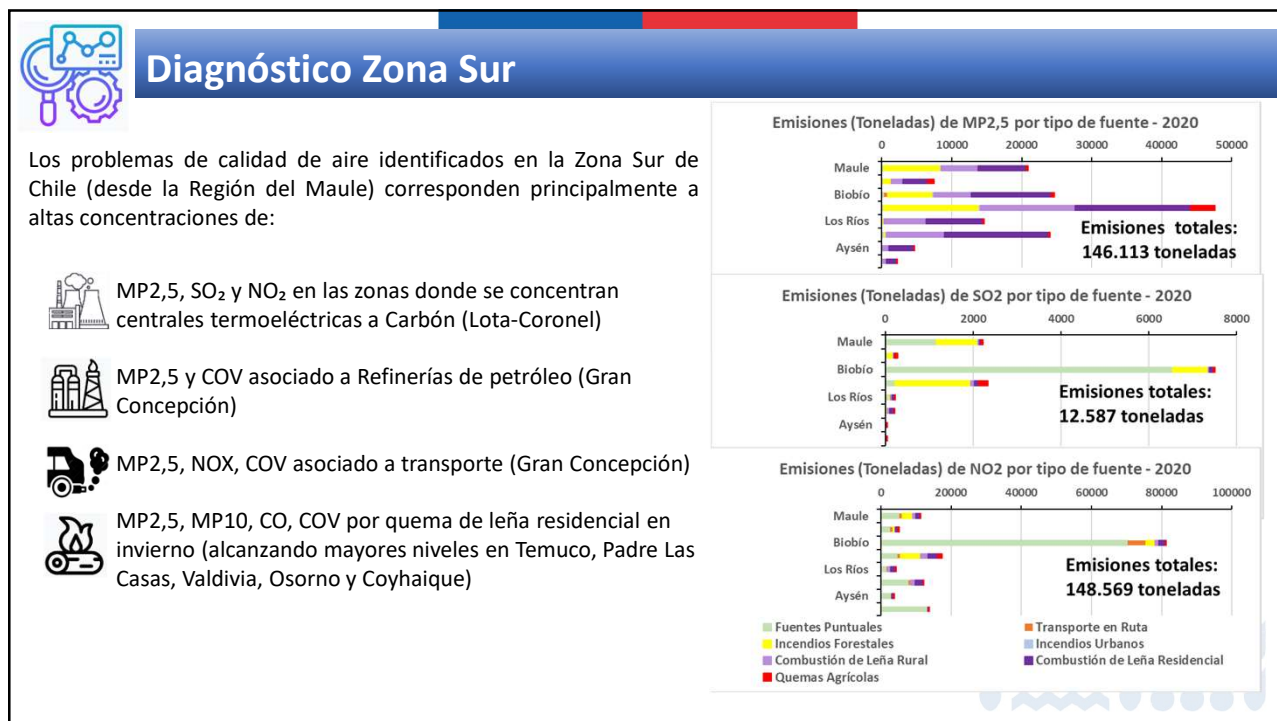 Diagnóstico Zona Sur
Los problemas de calidad de aire identificados en la Zona Sur de
Chile (desde la Región del Maule) corresponden principalmente a
altas concentraciones de:
MP2,5, SO₂ y NO₂ en las zonas donde se concentran
centrales termoeléctricas a Carbón (Lota-Coronel)
MP2,5 y COV asociado a Refinerías de petróleo (Gran
Concepción)
MP2,5, NOX, COV asociado a transporte (Gran Concepción)
MP2,5, MP10, CO, COV por quema de leña residencial en
invierno (alcanzando mayores niveles en Temuco, Padre Las
Casas, Valdivia, Osorno y Coyhaique)
Emisiones (Toneladas) de MP2,5 por tipo de fuente - 2020
0 10000 20000 30000 40000 50000
Maule
Biobío
Los Ríos
Aysén
Emisiones totales:
146.113 toneladas
Emisiones (Toneladas) de SO2 por tipo de fuente - 2020
0 2000 4000 6000 8000
Maule
Biobío
Los Ríos
Aysén
Emisiones totales:
12.587 toneladas
Emisiones (Toneladas) de NO2 por tipo de fuente - 2020
0 20000 40000 60000 80000 100000
Maule
Biobío
Los Ríos
Aysén
Emisiones totales:
148.569 toneladas
Fuentes Puntuales Transporte en Ruta
Incendios Forestales Incendios Urbanos
Combustión de Leña Rural Combustión de Leña Residencial
Quemas Agrícolas